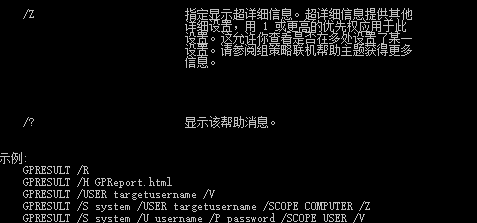 /Z 指定显示超详细信息。超详细信息提供其他
详细设置，用 1 或更高的优先权应用于此
设置。这允许你查看是否在多处设置了某一
设置。请参阅组策略联机帮助主题获得更多
信息。
/? 显示该帮助消息。
示例:
GPRESULT /R
GPRESULT /H GPReport.html
GPRESULT /USER targetusername /V
GPRESULT /S system /USER targetusername /SCOPE COMPUTER /Z
GPRESULT /S system /U username /P password /SCOPE USER /V